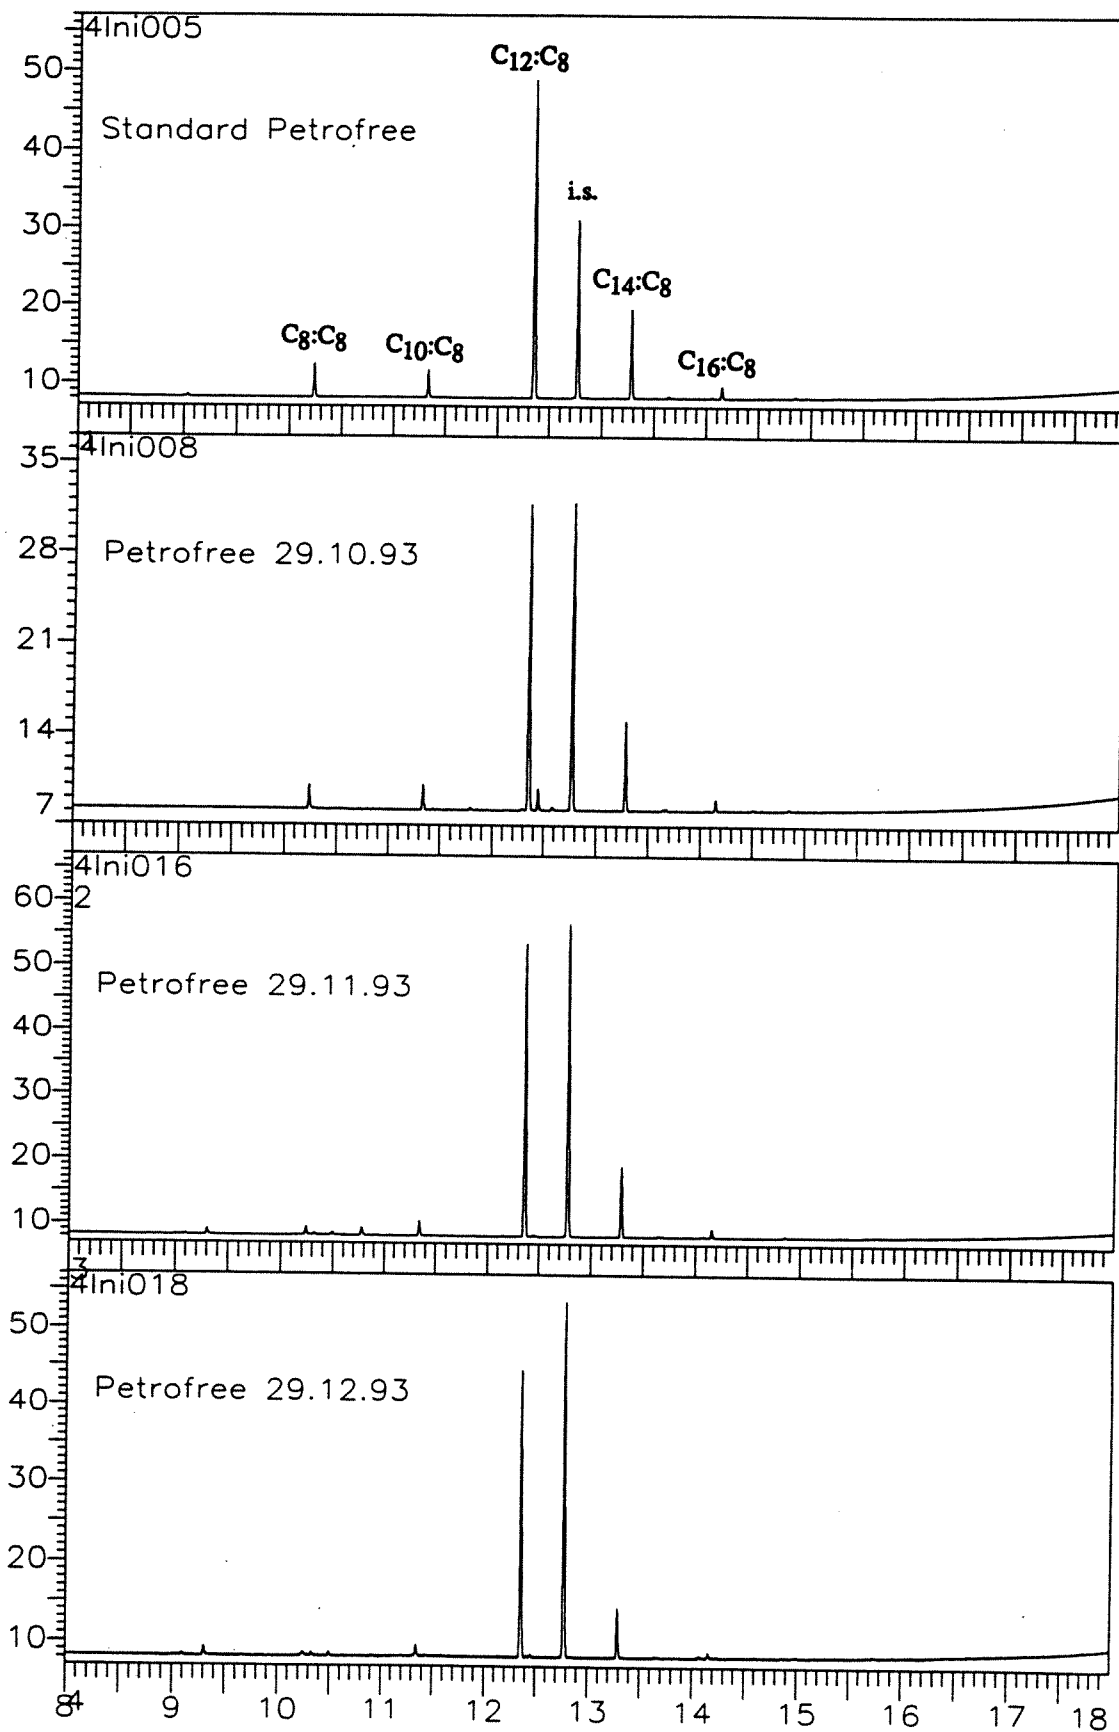 4Ini005
C12:C8
50
Standard Petrofree
40
i.s.
30
C14:C8
20
C8:C8
C10:C8
C16:C8
10
4Ini008
35
Petrofree 29.10.93
28
21
14
7
4Ini016
60
2
50
Petrofree 29.11.93
40
30
20
10
3
4Ini018
50
Petrofree 29.12.93
40
30
20
10
8 9 10 11 12 13 14 15 16 17 18
4